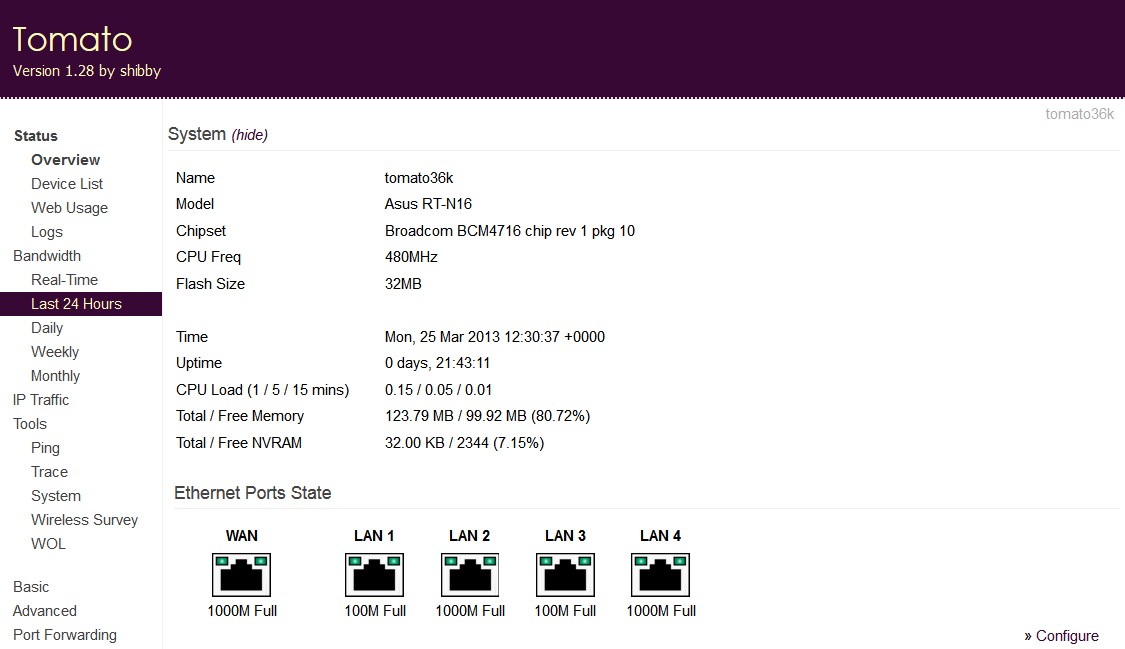 Tomato
Version 1.28 by shibby
tomato36k
Status
Overview
Device List
Web Usage
Logs
Bandwidth
Real-Time
Last 24 Hours
Daily
Weekly
Monthly
IP Traffic
Tools
Ping
Trace
System
Wireless Survey
WOL
Basic
Advanced
Port Forwarding
System (hide)
Name tomato36k
Model Asus RT-N16
Chipset Broadcom BCM4716 chip rev 1 pkg 10
CPU Freq 480MHz
Flash Size 32MB
Time Mon, 25 Mar 2013 12:30:37 +0000
Uptime 0 days, 21:43:11
CPU Load (1 / 5 / 15 mins) 0.15 / 0.05 / 0.01
Total / Free Memory 123.79 MB / 99.92 MB (80.72%)
Total / Free NVRAM 32.00 KB / 2344 (7.15%)
Ethernet Ports State
WAN LAN 1 LAN 2 LAN 3 LAN 4
1000M Full 100M Full 1000M Full 100M Full 1000M Full
» Configure